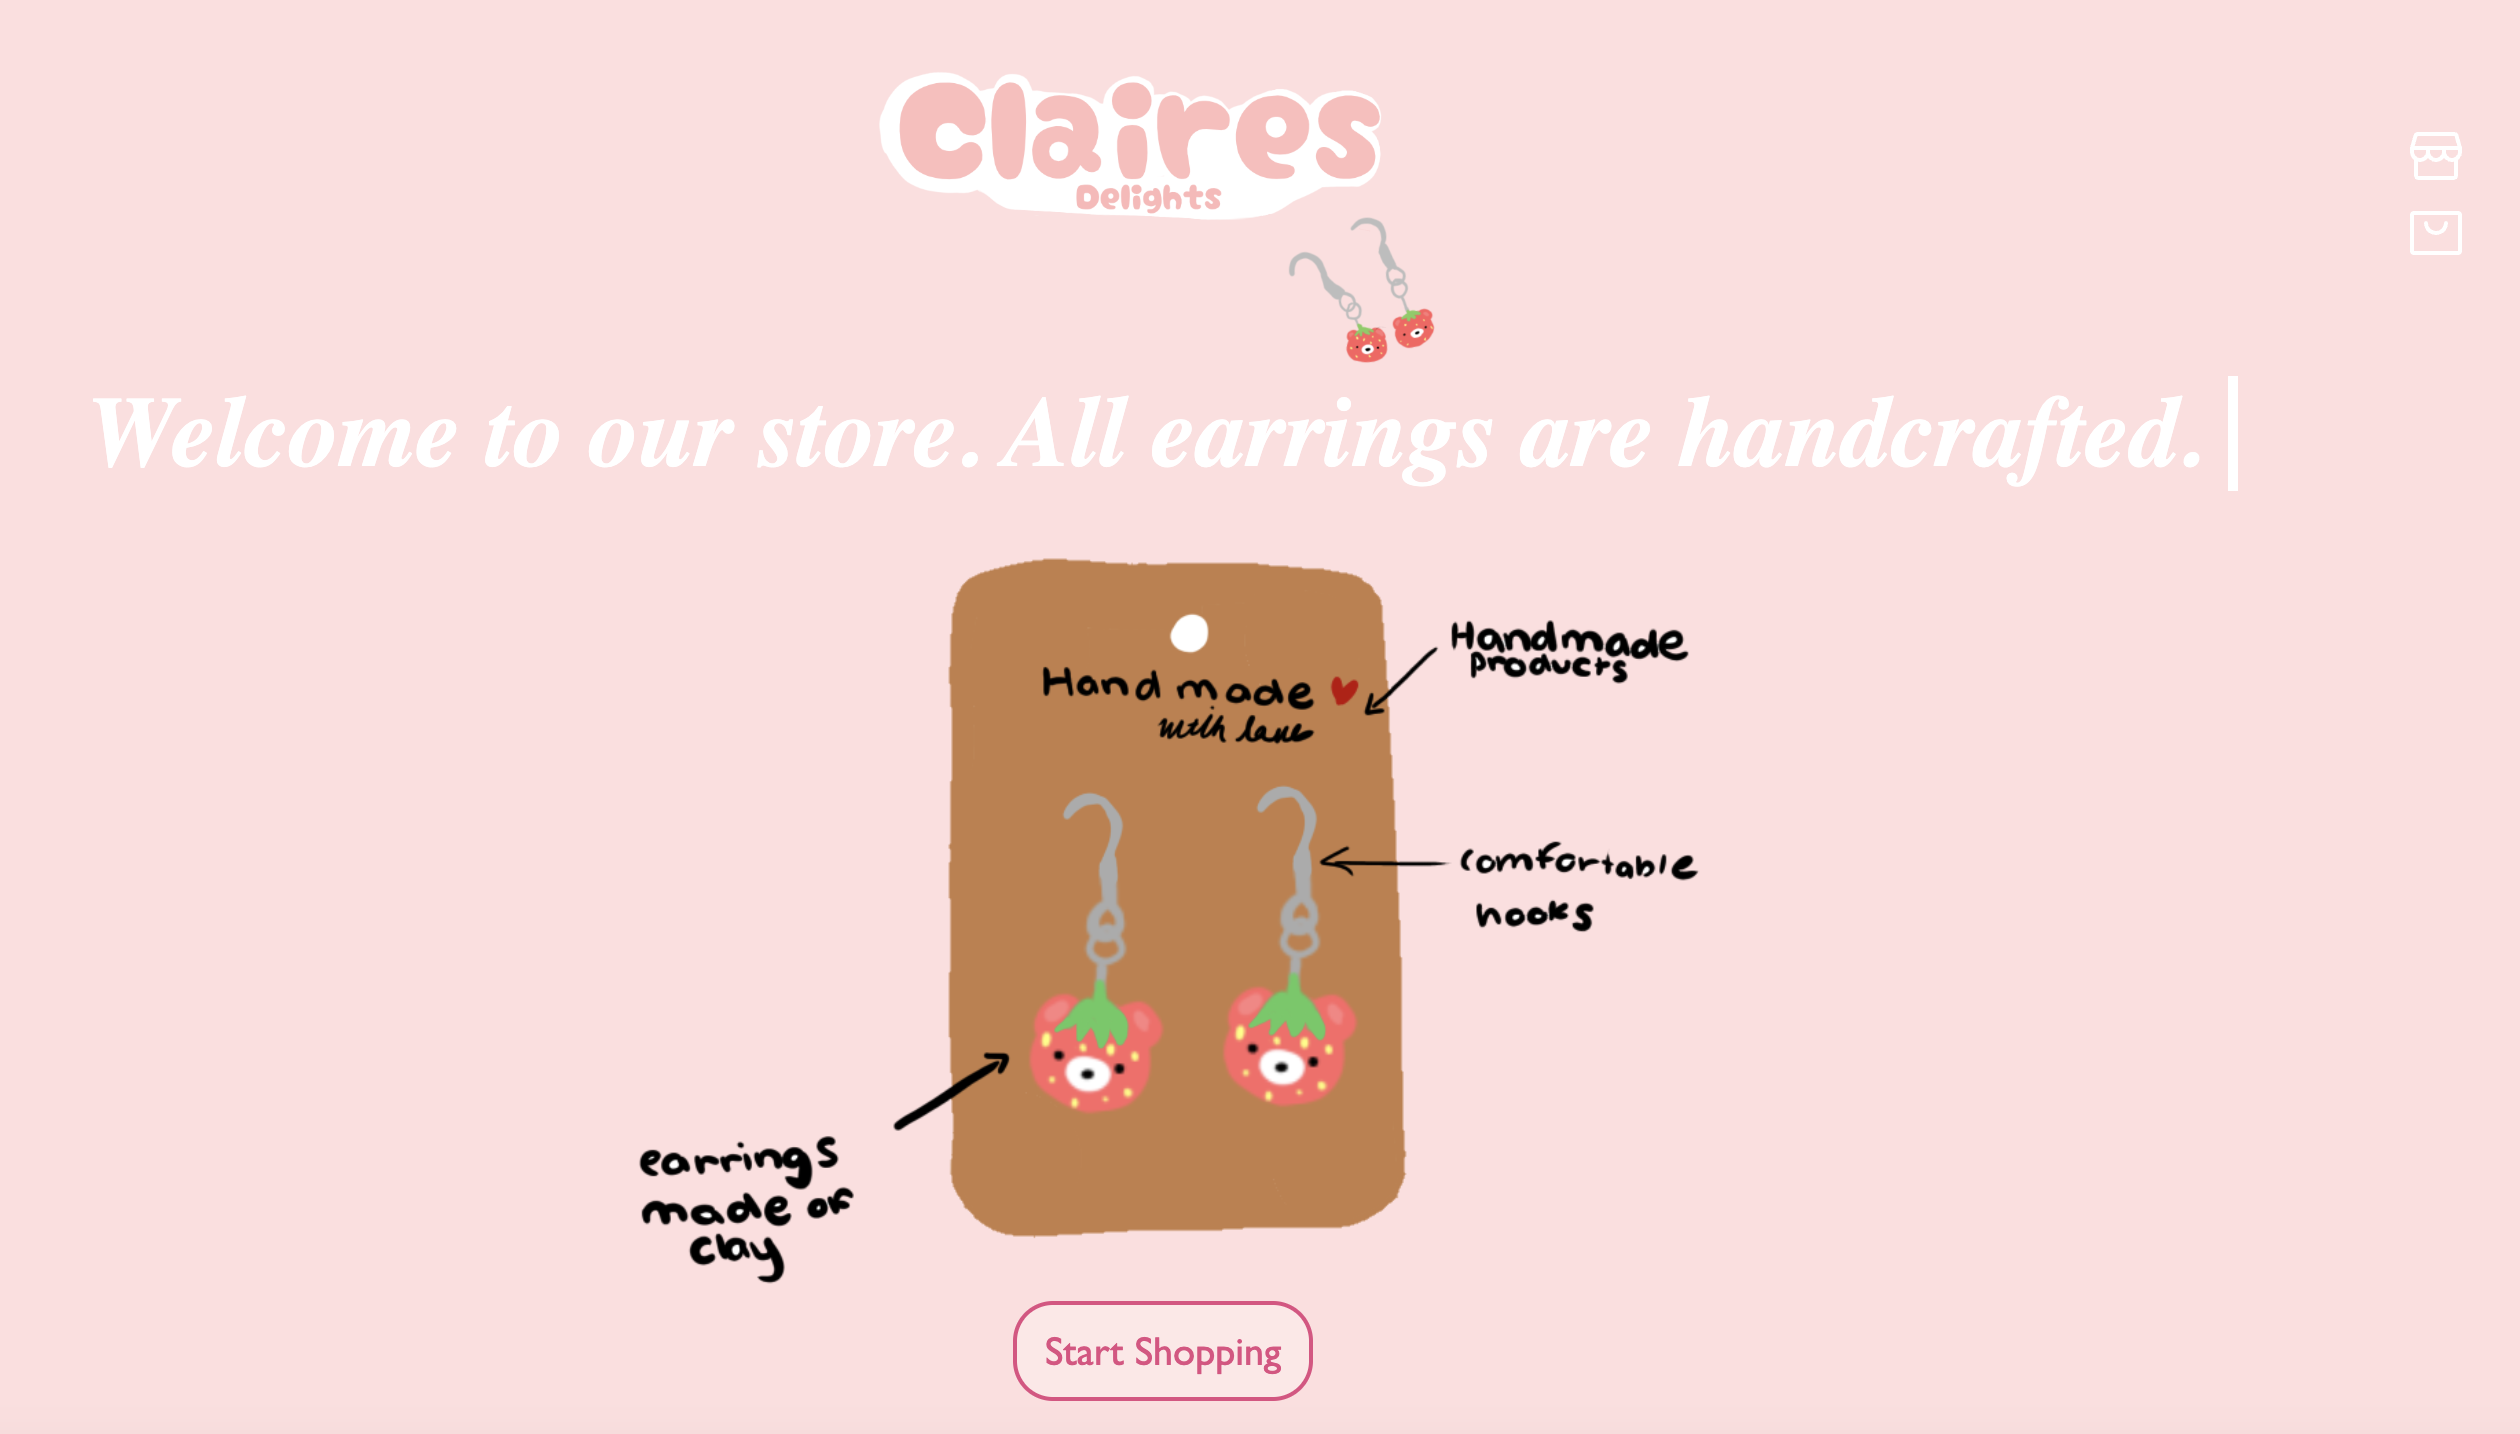 Claires
Delights
Welcome to our store. All earrings are handcrafted.
Handmade
products
Hand made
with love
comfortable
hooks
earrings
made of
clay
Start Shopping